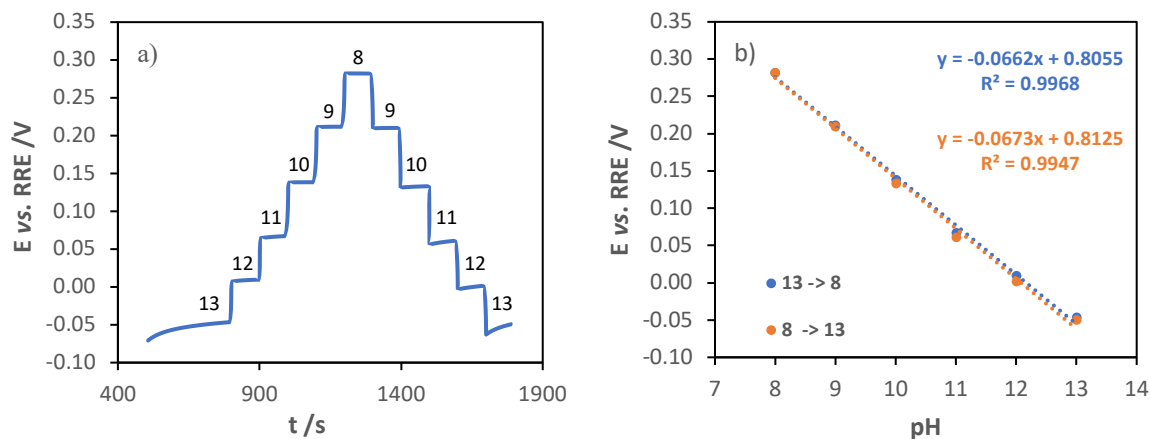 a)
E vs. RRE /V
0.35
0.30
0.25
0.20
0.15
0.10
0.05
0.00
-0.05
-0.10
13
12
11
10
9
8
9
10
11
12
13
400 900 1400 1900
t /s
b)
E vs. RRE /V
0.35
0.30
0.25
0.20
0.15
0.10
0.05
0.00
-0.05
-0.10
y = -0.0662x + 0.8055
R² = 0.9968
y = -0.0673x + 0.8125
R² = 0.9947
13 -> 8
8 -> 13
7 8 9 10 11 12 13 14
pH